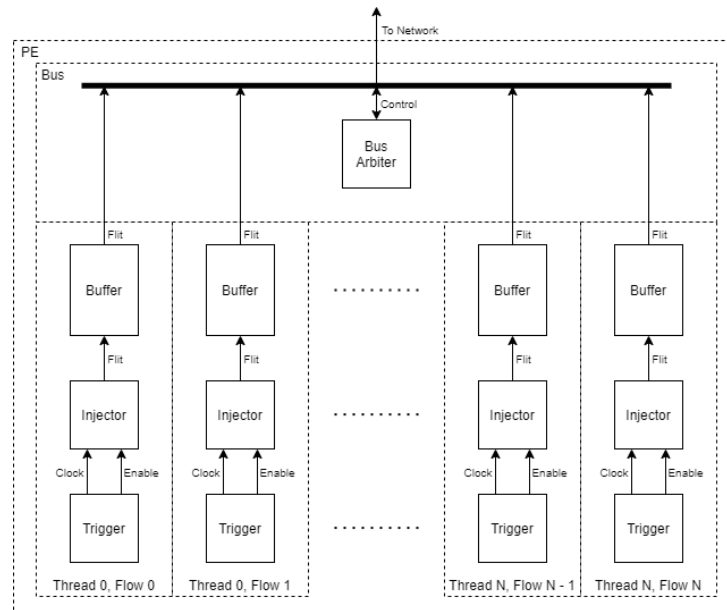 To Network
PE
Bus
Control
Bus
Arbiter
Flit Flit Flit Flit
Buffer Buffer Buffer Buffer
Flit Flit Flit Flit
Injector Injector Injector Injector
Clock Enable Clock Enable Clock Enable Clock Enable
Trigger Trigger Trigger Trigger
Thread 0, Flow 0 Thread 0, Flow 1 Thread N, Flow N - 1 Thread N, Flow N